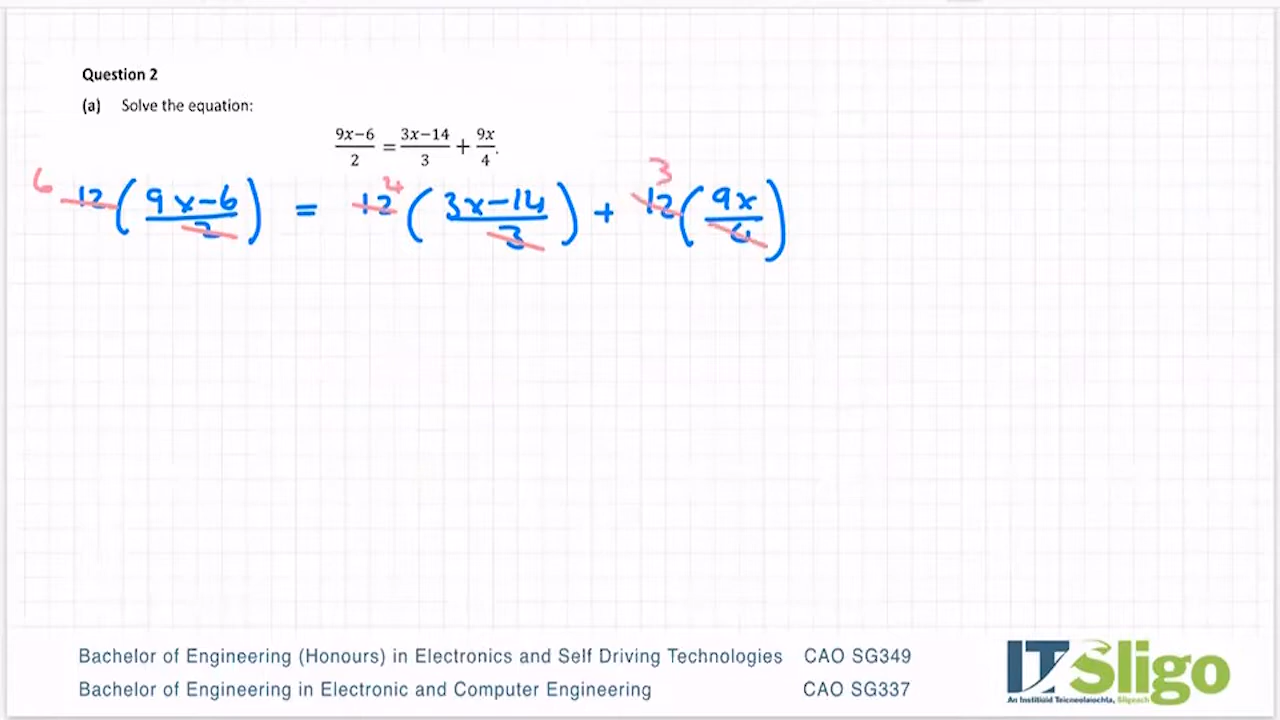 Question 2
(a) Solve the equation:
9x−6/2 = 3x−14/3 + 9x/4.
6 12 (9x−6/2) = 12 4 (3x−14/3) + 12 3 (9x/4)
Bachelor of Engineering (Honours) in Electronics and Self Driving Technologies CAO SG349
Bachelor of Engineering in Electronic and Computer Engineering CAO SG337
IT Sligo
An Institiúid Teicneolaíochta, Sligeach